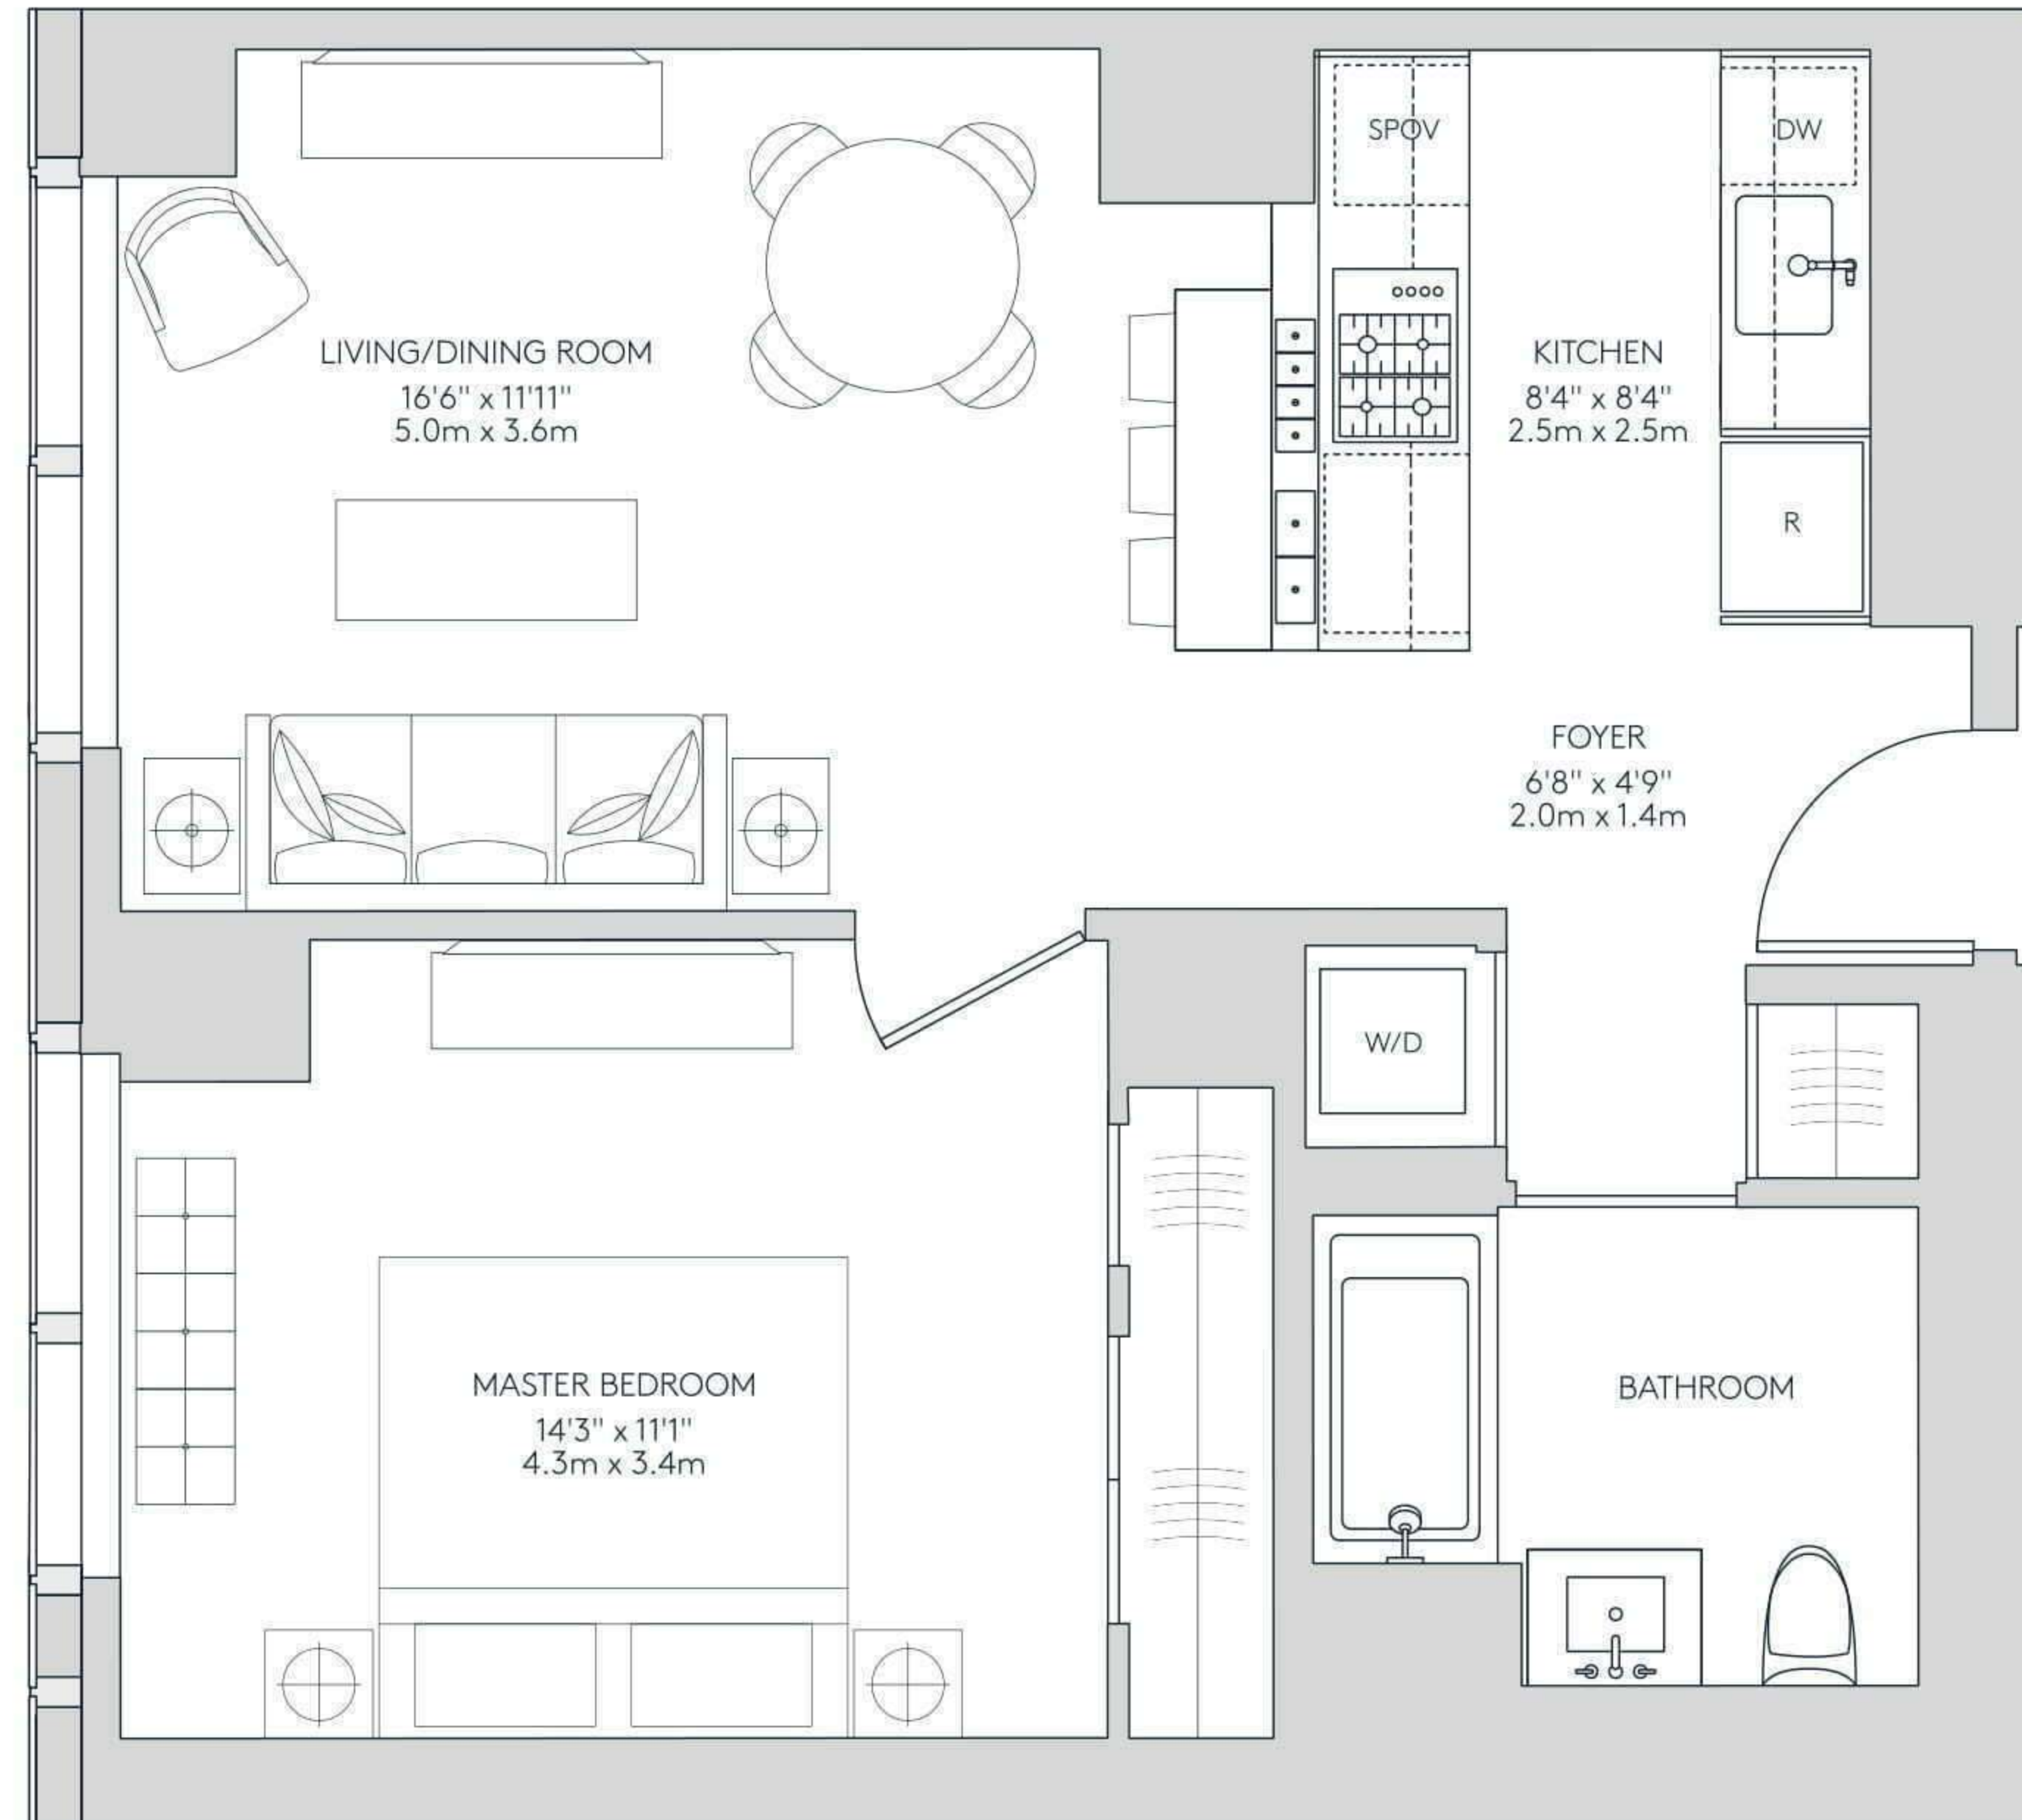 SPOV
DW
LIVING/DINING ROOM
16'6" x 11'11"
5.0m x 3.6m
KITCHEN
8'4" x 8'4"
2.5m x 2.5m
R
FOYER
6'8" x 4'9"
2.0m x 1.4m
W/D
MASTER BEDROOM
14'3" x 11'1"
4.3m x 3.4m
BATHROOM